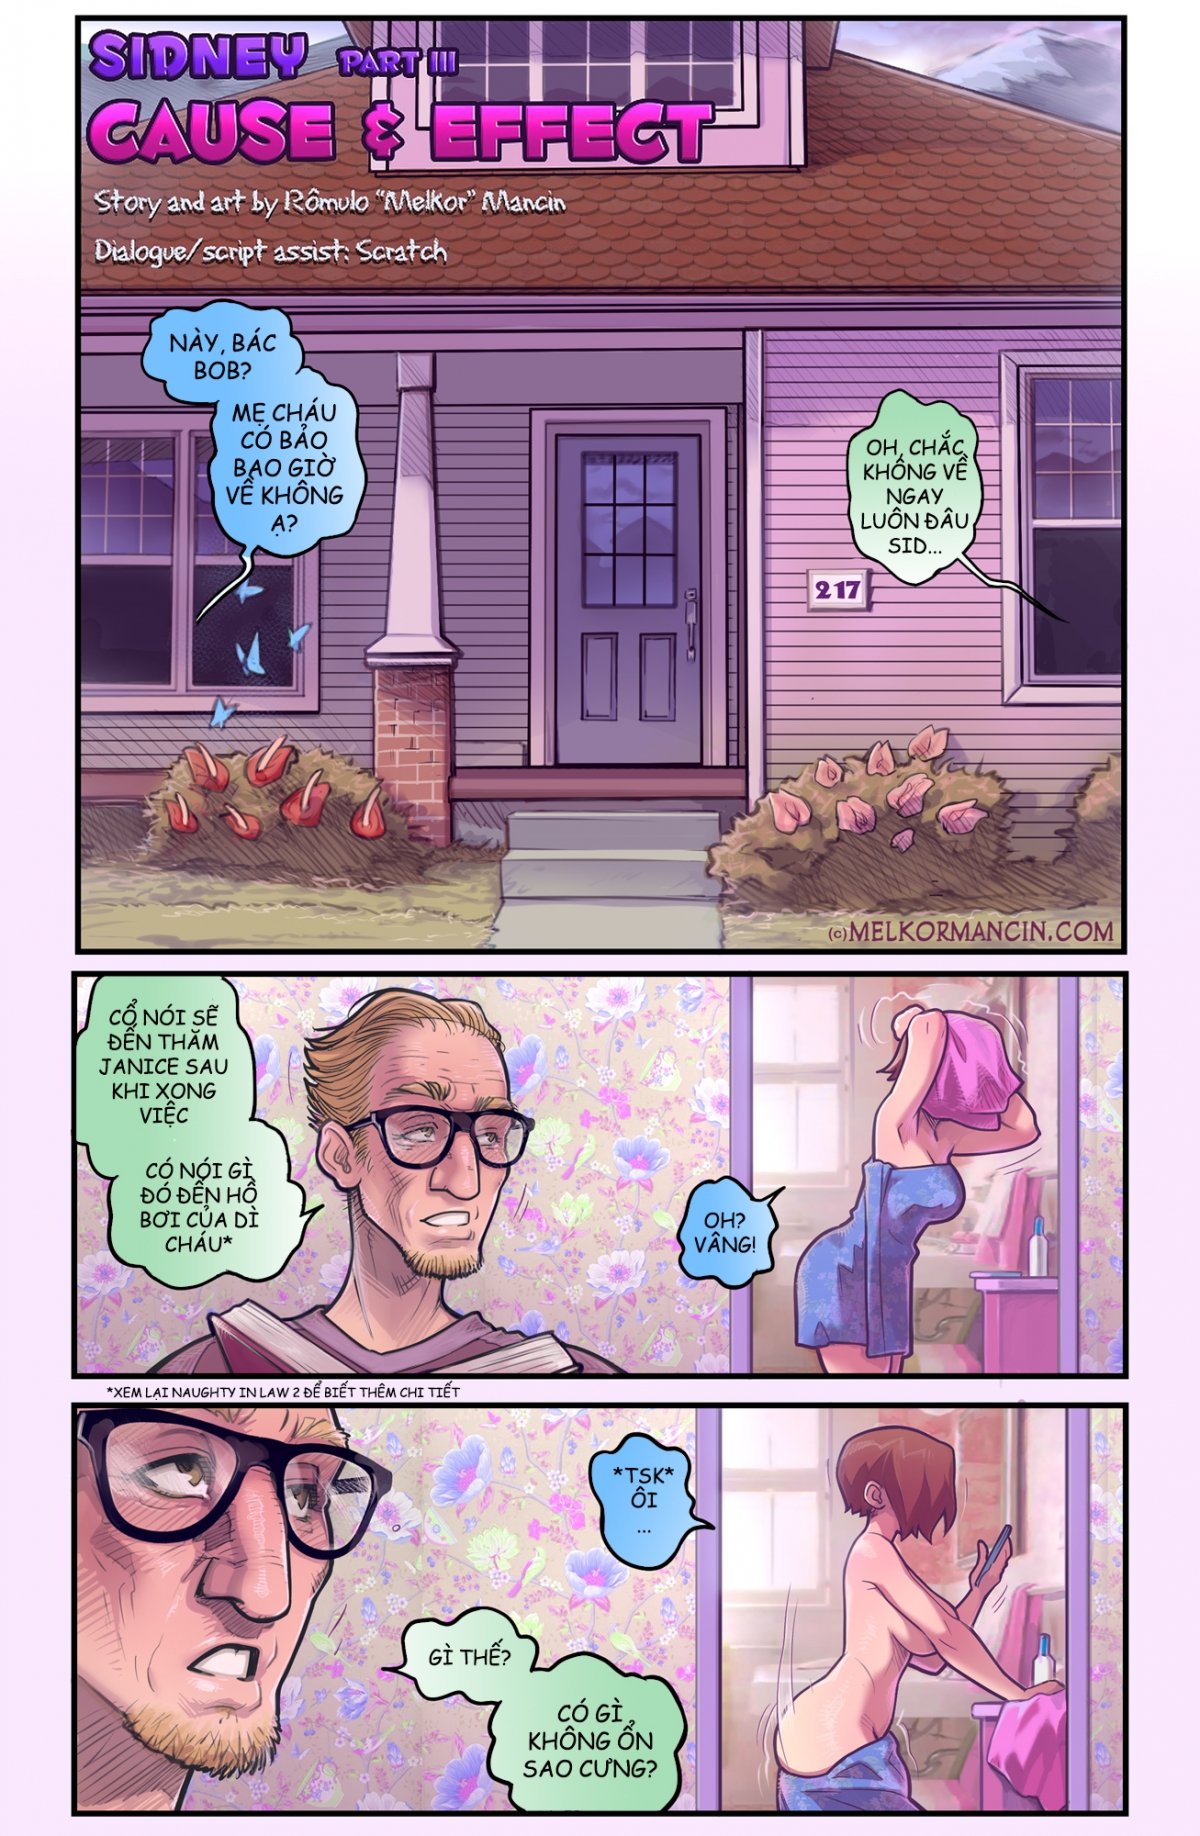 SIDNEY PART III
CAUSE & EFFECT
Story and art by Rômulo "Melkor" Mancin
Dialogue/script assist: Scratch
NÀY, BÁC
BOB?
MẸ CHÁU
CÓ BẢO
BAO GIỜ
VỀ KHÔNG
Ạ?
OH, CHẮC
KHÔNG VỀ
NGAY
LUÔN ĐÂU
SID...
217
(C)MELKORMANCIN.COM
CỔ NÓI SẼ
ĐẾN THĂM
JANICE SAU
KHI XONG
VIỆC
CÓ NÓI GÌ
ĐÓ ĐẾN HỒ
BƠI CỦA DÌ
CHÁU*
OH?
VÂNG!
*XEM LẠI NAUGHTY IN LAW 2 ĐỂ BIẾT THÊM CHI TIẾT
*TSK*
ÔI
...
GÌ THẾ?
CÓ GÌ
KHÔNG ỔN
SAO CƯNG?